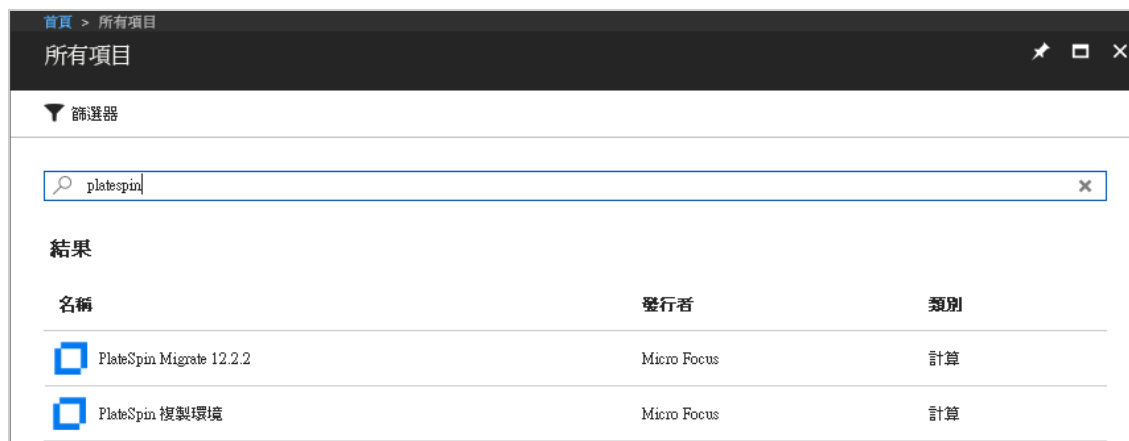 首頁 > 所有項目
所有項目
篩選器
platespin
結果
名稱 發行者 類別
PlateSpin Migrate 12.2.2 Micro Focus 計算
PlateSpin 複製環境 Micro Focus 計算